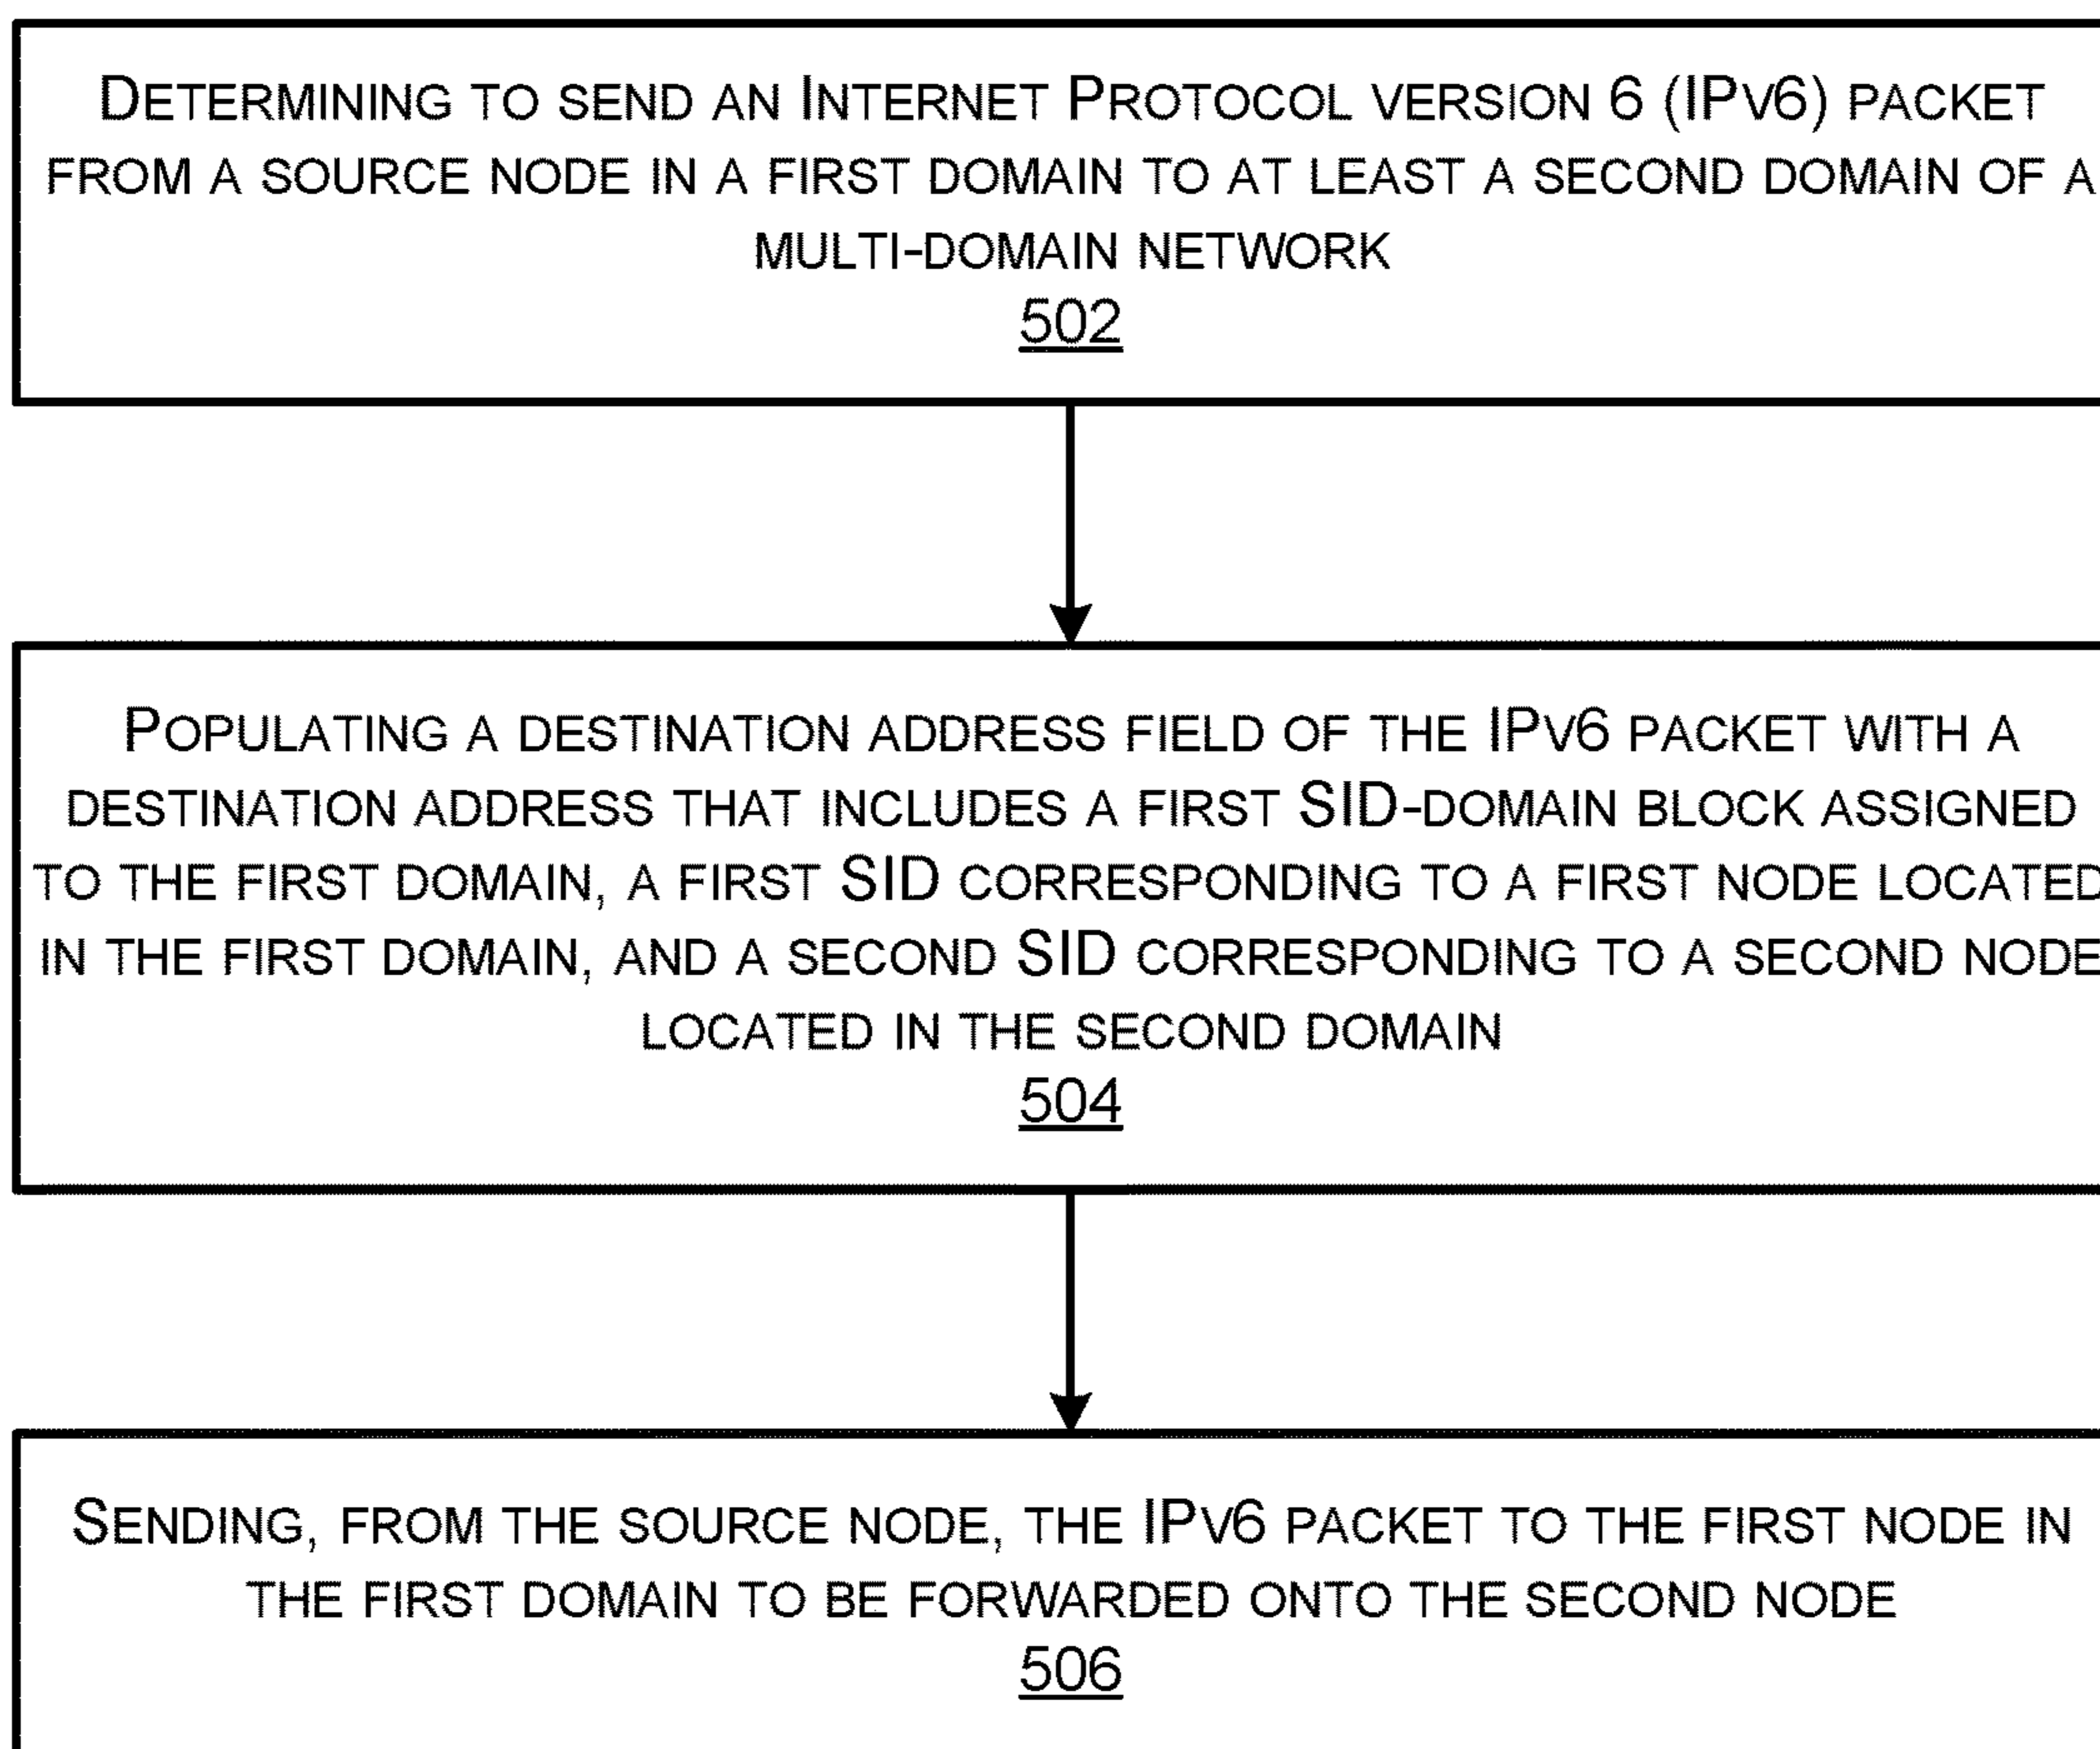 Determining to send an Internet Protocol version 6 (IPv6) packet
from a source node in a first domain to at least a second domain of a
multi-domain network
502
Populating a destination address field of the IPv6 packet with a
destination address that includes a first SID-domain block assigned
to the first domain, a first SID corresponding to a first node located
in the first domain, and a second SID corresponding to a second node
located in the second domain
504
Sending, from the source node, the IPv6 packet to the first node in
the first domain to be forwarded onto the second node
506